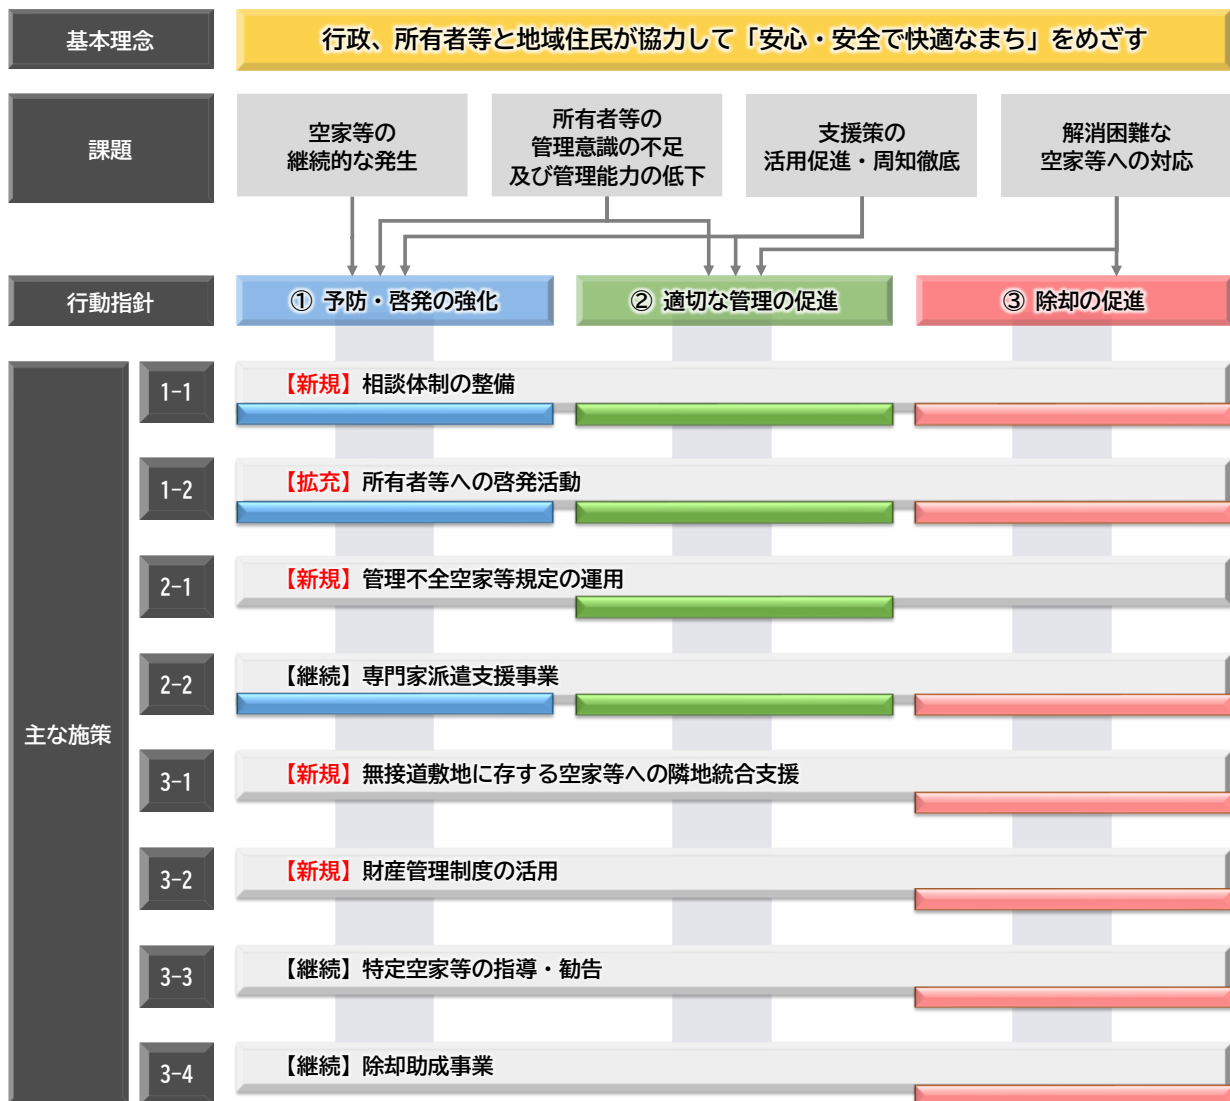 基本理念
行政、所有者等と地域住民が協力して「安心・安全で快適なまち」をめざす
課題
空家等の
継続的な発生
所有者等の
管理意識の不足
及び管理能力の低下
支援策の
活用促進・周知徹底
解消困難な
空家等への対応
行動指針
① 予防・啓発の強化
② 適切な管理の促進
③ 除却の促進
主な施策
1-1
【新規】相談体制の整備
1-2
【拡充】所有者等への啓発活動
2-1
【新規】管理不全空家等規定の運用
2-2
【継続】専門家派遣支援事業
3-1
【新規】無接道敷地に存する空家等への隣地統合支援
3-2
【新規】財産管理制度の活用
3-3
【継続】特定空家等の指導・勧告
3-4
【継続】除却助成事業